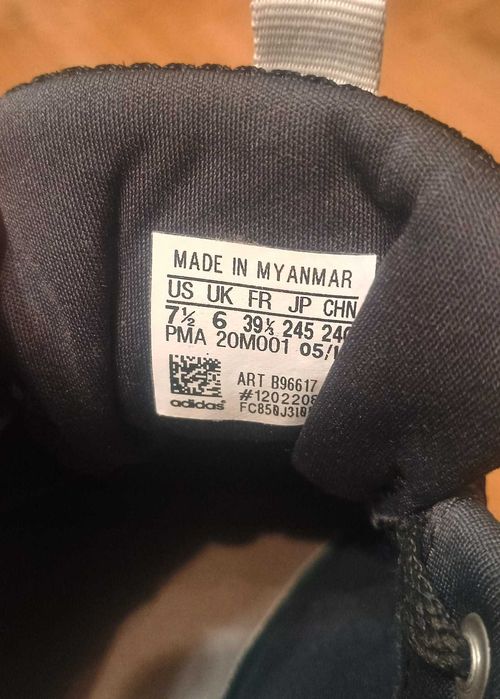 MADE IN MYANMAR
US UK FR JP CHN
7½ 6 39⅓ 245
PMA 20M001
ART B96617
adidas